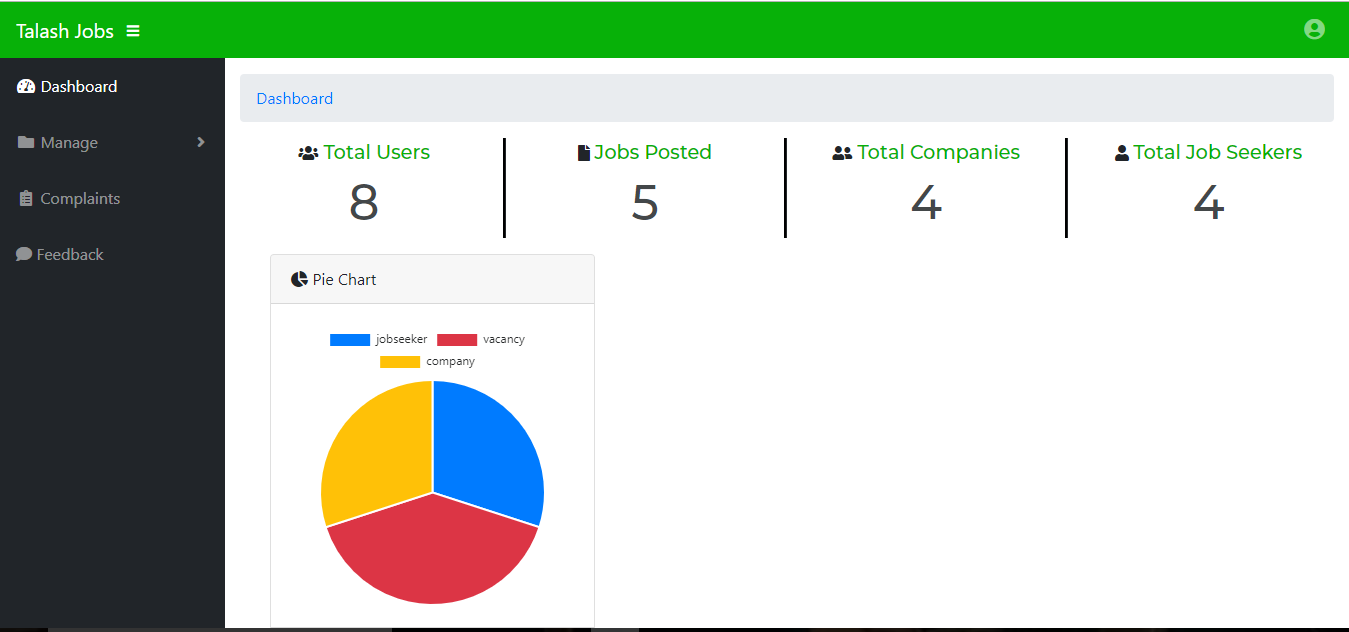 Talash Jobs
Dashboard
Manage
Complaints
Feedback
Dashboard
Total Users
8
Jobs Posted
5
Total Companies
4
Total Job Seekers
4
Pie Chart
jobseeker vacancy
company